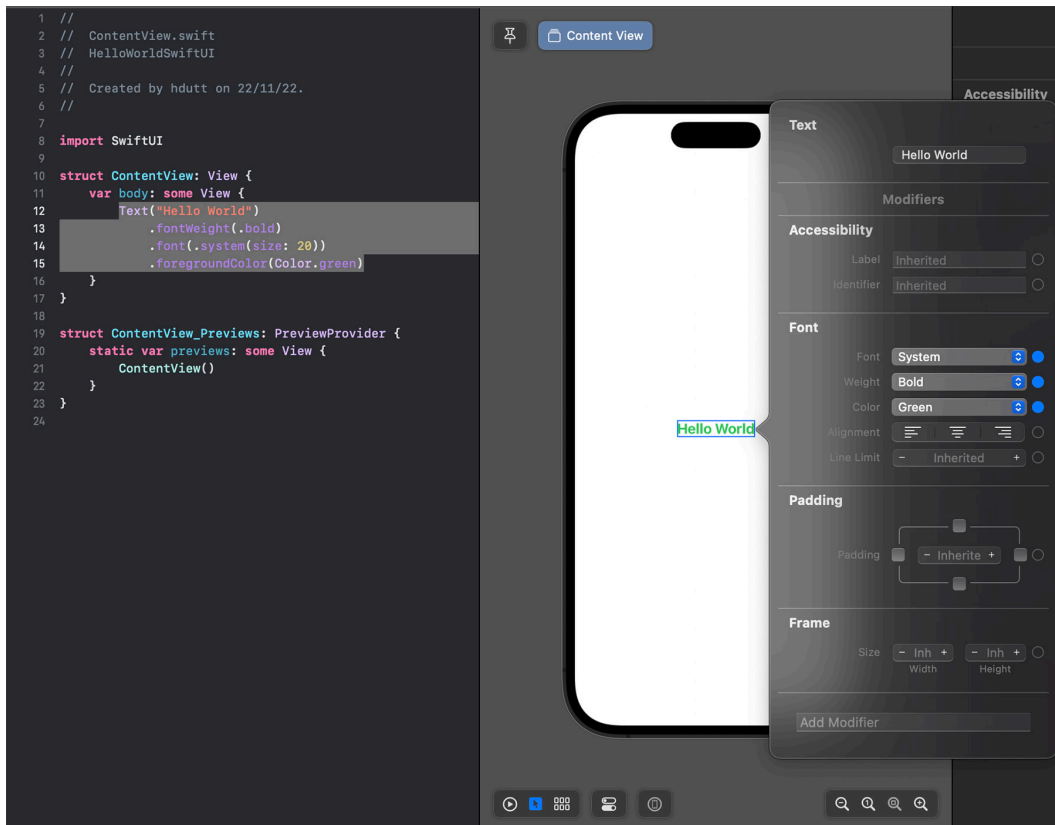 1 //
2 // ContentView.swift
3 // HelloWorldSwiftUI
4 //
5 // Created by hdutt on 22/11/22.
6 //
7
8 import SwiftUI
9
10 struct ContentView: View {
11     var body: some View {
12         Text("Hello World")
13             .fontWeight(.bold)
14             .font(.system(size: 20))
15             .foregroundColor(Color.green)
16     }
17 }
18
19 struct ContentView_Previews: PreviewProvider {
20     static var previews: some View {
21         ContentView()
22     }
23 }
24
Content View
Hello World
Accessibility
Text
Hello World
Modifiers
Accessibility
Label Inherited
Identifier Inherited
Font
Font System
Weight Bold
Color Green
Alignment
Line Limit - Inherited +
Padding
Padding - Inherite +
Frame
Size - Inh + - Inh +
Width Height
Add Modifier